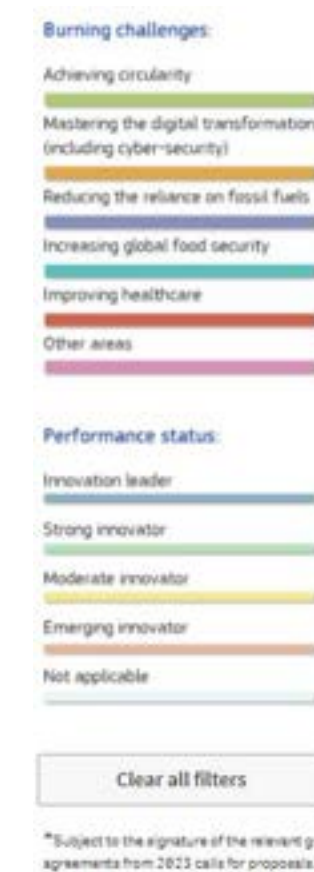 Burning challenges:
Achieving circularity
Mastering the digital transformation
(including cyber-security)
Reducing the reliance on fossil fuels
Increasing global food security
Improving healthcare
Other areas
Performance status:
Innovation leader
Strong innovator
Moderate innovator
Emerging innovator
Not applicable
Clear all filters
*Subject to the signature of the relevant g
agreements from 2023 calls for proposals